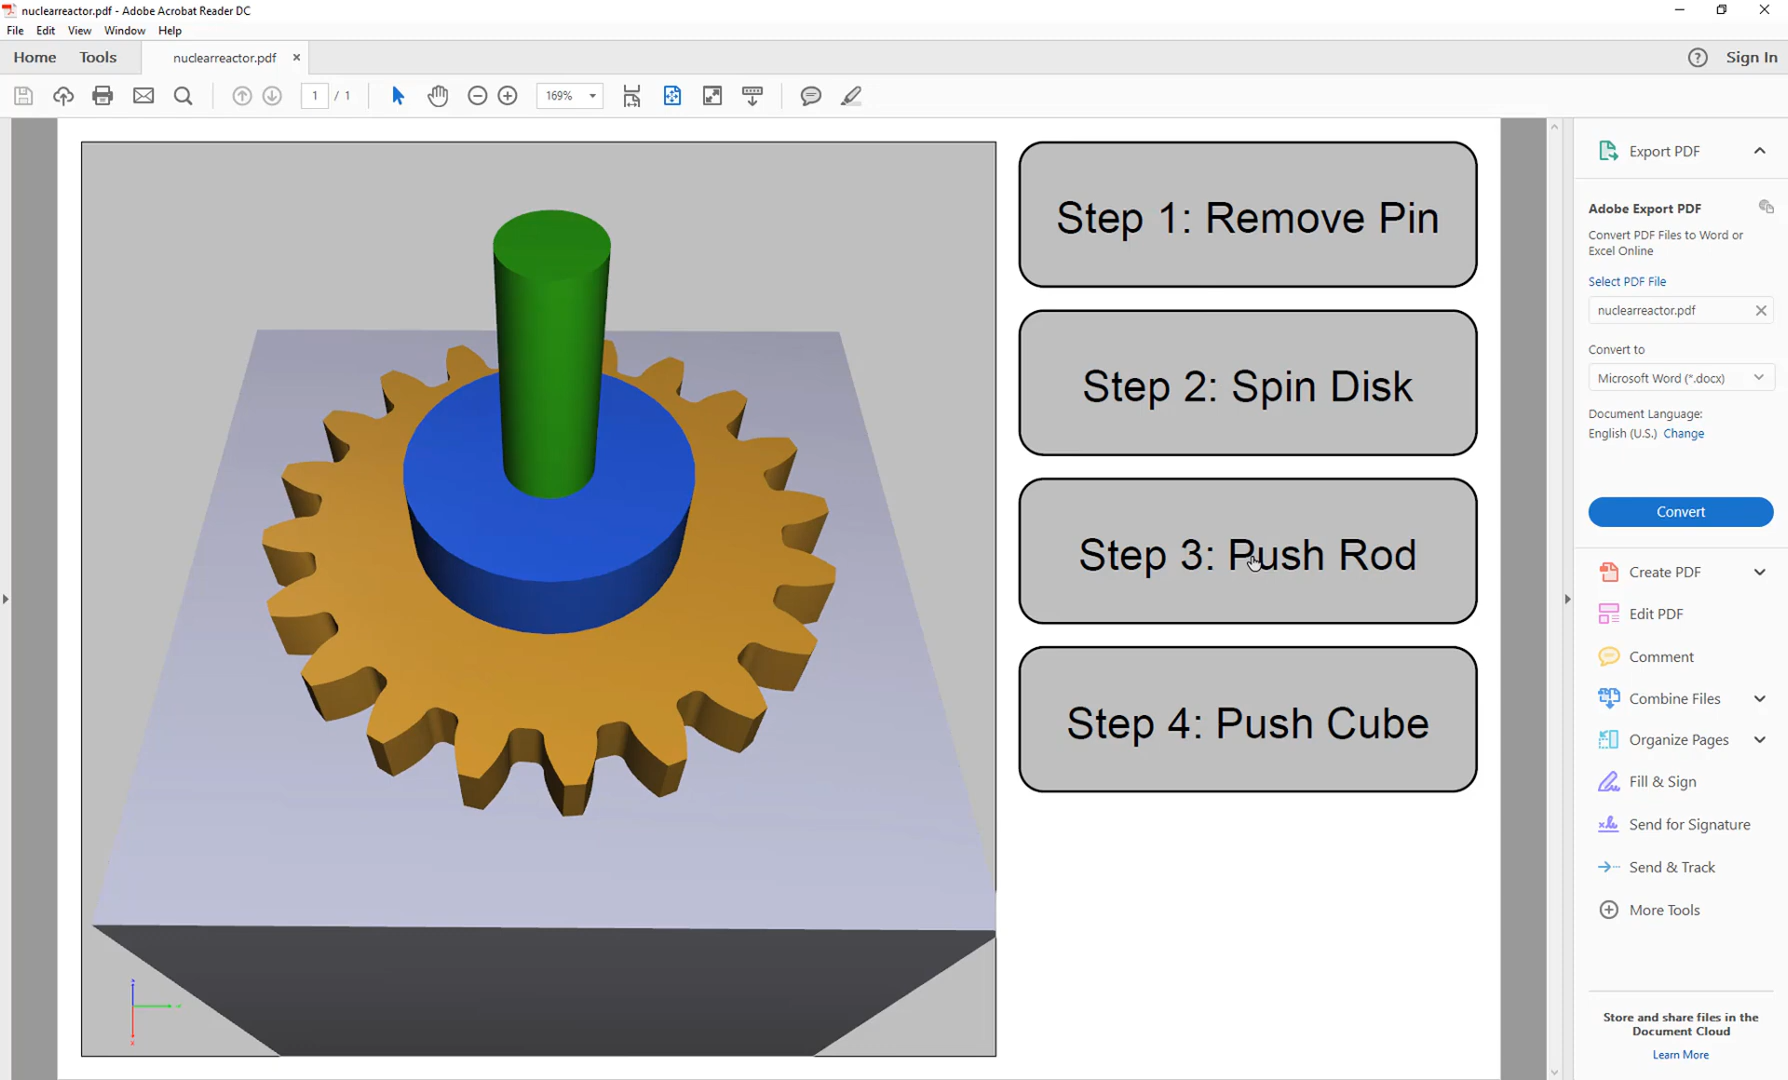 nuclearreactor.pdf - Adobe Acrobat Reader DC
File Edit View Window Help
Home Tools nuclearreactor.pdf × ? Sign In
1 / 1 169%
Step 1: Remove Pin
Step 2: Spin Disk
Step 3: Push Rod
Step 4: Push Cube
Export PDF
Adobe Export PDF
Convert PDF Files to Word or
Excel Online
Select PDF File
nuclearreactor.pdf
Convert to
Microsoft Word (*.docx)
Document Language:
English (U.S.) Change
Convert
Create PDF
Edit PDF
Comment
Combine Files
Organize Pages
Fill & Sign
Send for Signature
Send & Track
More Tools
Store and share files in the
Document Cloud
Learn More